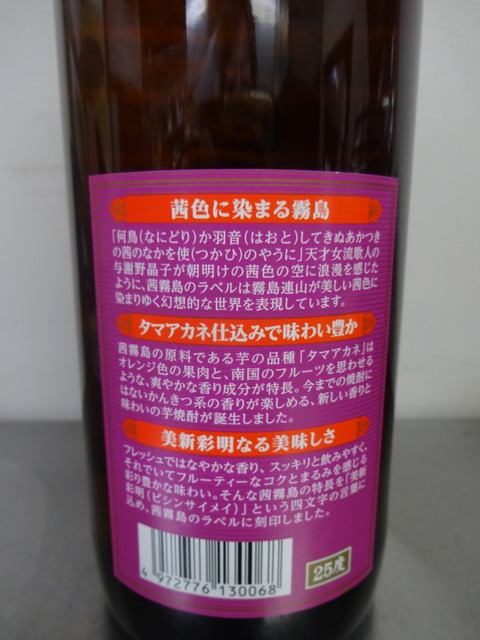 茜色に染まる霧島
「何鳥(なにどり)か羽音(はおと)してきぬあかつき
の茜のなかを使(つかひ)のやうに」天才女流歌人の
与謝野晶子が朝明けの茜色の空に浪漫を感じた
ように、茜霧島のラベルは霧島連山が美しい茜色に
染まりゆく幻想的な世界を表現しています。
タマアカネ仕込みで味わい豊か
茜霧島の原料である芋の品種「タマアカネ」は
オレンジ色の果肉と、南国のフルーツを思わせる
ような、爽やかな香り成分が特長。今までの焼酎に
はないかんきつ系の香りが楽しめる、新しい香りと
味わいの芋焼酎が誕生しました。
美新彩明なる美味しさ
フレッシュではなやかな香り、スッキリと飲みやすく、
それでいてフルーティーなコクとまるみを感じる
彩り豊かな味わい。そんな茜霧島の特長を「美新
彩明(ビシンサイメイ)」という四文字の言葉に
込め、茜霧島のラベルに刻印しました。
4 972776 130068
25度